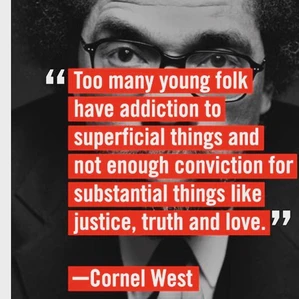 “Too many young folk
have addiction to
superficial things and
not enough conviction for
substantial things like
justice, truth and love.”
—Cornel West